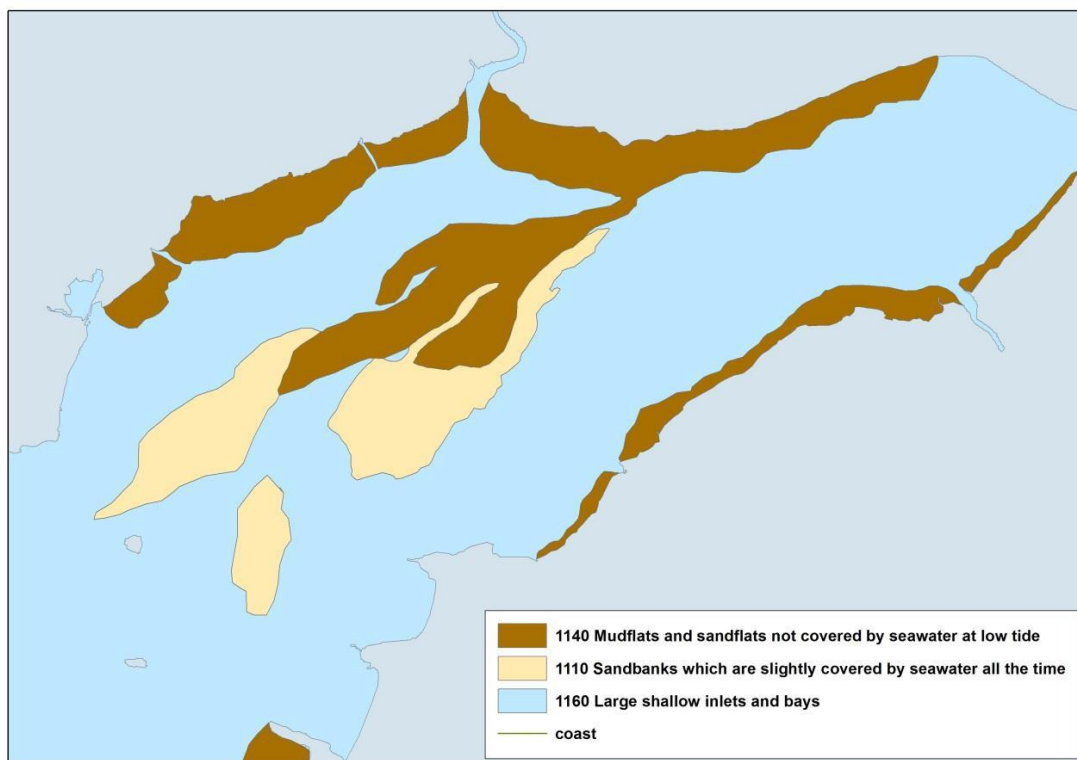 1140 Mudflats and sandflats not covered by seawater at low tide
1110 Sandbanks which are slightly covered by seawater all the time
1160 Large shallow inlets and bays
coast